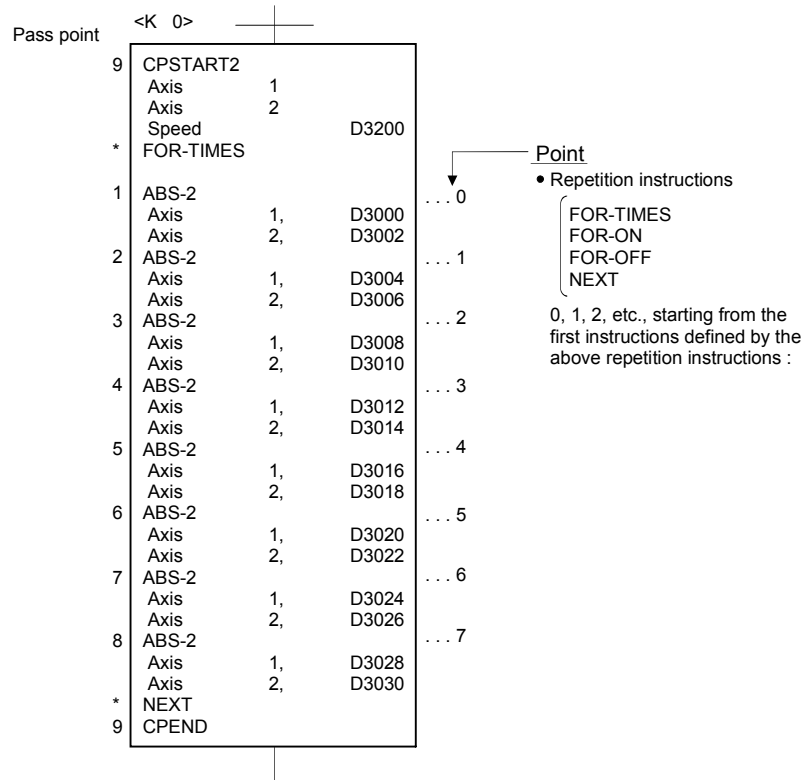 <K 0>
Pass point
9 CPSTART2
Axis 1
Axis 2
Speed D3200
* FOR-TIMES
1 ABS-2 . . . 0
Axis 1, D3000
Axis 2, D3002
2 ABS-2 . . . 1
Axis 1, D3004
Axis 2, D3006
3 ABS-2 . . . 2
Axis 1, D3008
Axis 2, D3010
4 ABS-2 . . . 3
Axis 1, D3012
Axis 2, D3014
5 ABS-2 . . . 4
Axis 1, D3016
Axis 2, D3018
6 ABS-2 . . . 5
Axis 1, D3020
Axis 2, D3022
7 ABS-2 . . . 6
Axis 1, D3024
Axis 2, D3026
8 ABS-2 . . . 7
Axis 1, D3028
Axis 2, D3030
* NEXT
9 CPEND
Point
• Repetition instructions
FOR-TIMES
FOR-ON
FOR-OFF
NEXT
0, 1, 2, etc., starting from the
first instructions defined by the
above repetition instructions :